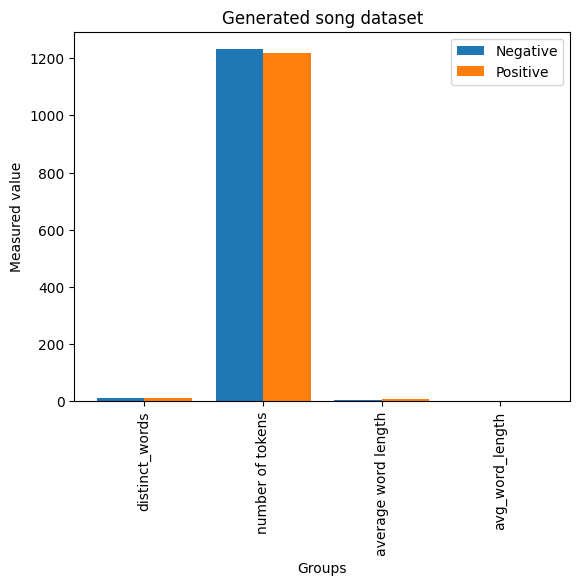 Generated song dataset
Negative
Positive
Measured value
1200
1000
800
600
400
200
0
distinct_words
number of tokens
average word length
avg_word_length
Groups